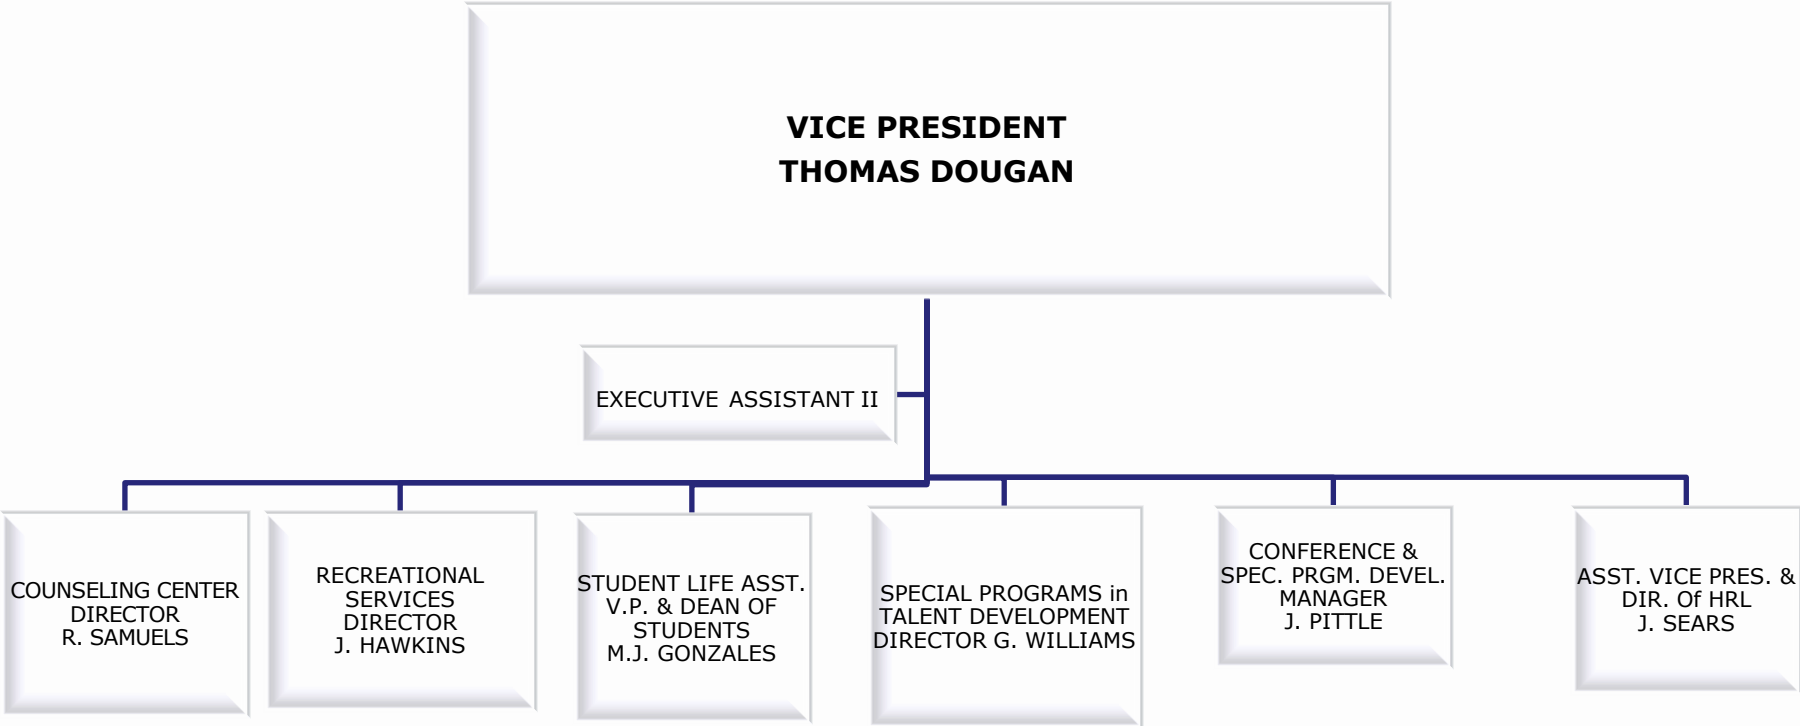 VICE PRESIDENT
THOMAS DOUGAN
EXECUTIVE ASSISTANT II
COUNSELING CENTER
DIRECTOR
R. SAMUELS
RECREATIONAL
SERVICES
DIRECTOR
J. HAWKINS
STUDENT LIFE ASST.
V.P. & DEAN OF
STUDENTS
M.J. GONZALES
SPECIAL PROGRAMS in
TALENT DEVELOPMENT
DIRECTOR G. WILLIAMS
CONFERENCE &
SPEC. PRGM. DEVEL.
MANAGER
J. PITTLE
ASST. VICE PRES. &
DIR. Of HRL
J. SEARS